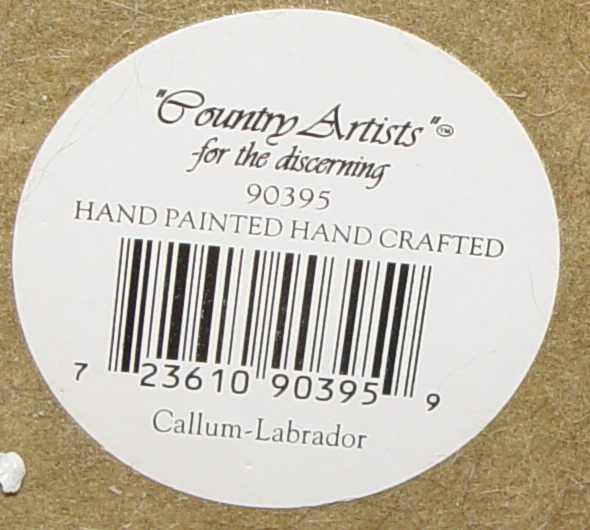 "Country Artists"™
for the discerning
90395
HAND PAINTED HAND CRAFTED
7 23610 90395 9
Callum-Labrador